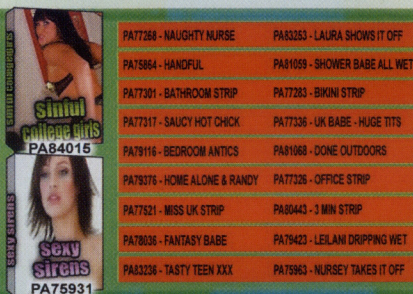 sinful collegegirls
sinful
college girls
PA84015
sexy sirens
sexy
sirens
PA75931
PA77268 - NAUGHTY NURSE
PA75864 - HANDFUL
PA77301 - BATHROOM STRIP
PA77317 - SAUCY HOT CHICK
PA79116 - BEDROOM ANTICS
PA79376 - HOME ALONE & RANDY
PA77521 - MISS UK STRIP
PA78036 - FANTASY BABE
PA83236 - TASTY TEEN XXX
PA83253 - LAURA SHOWS IT OFF
PA81059 - SHOWER BABE ALL WET
PA77283 - BIKINI STRIP
PA77336 - UK BABE - HUGE TITS
PA81068 - DONE OUTDOORS
PA77326 - OFFICE STRIP
PA80443 - 3 MIN STRIP
PA79423 - LEILANI DRIPPING WET
PA75963 - NURSEY TAKES IT OFF